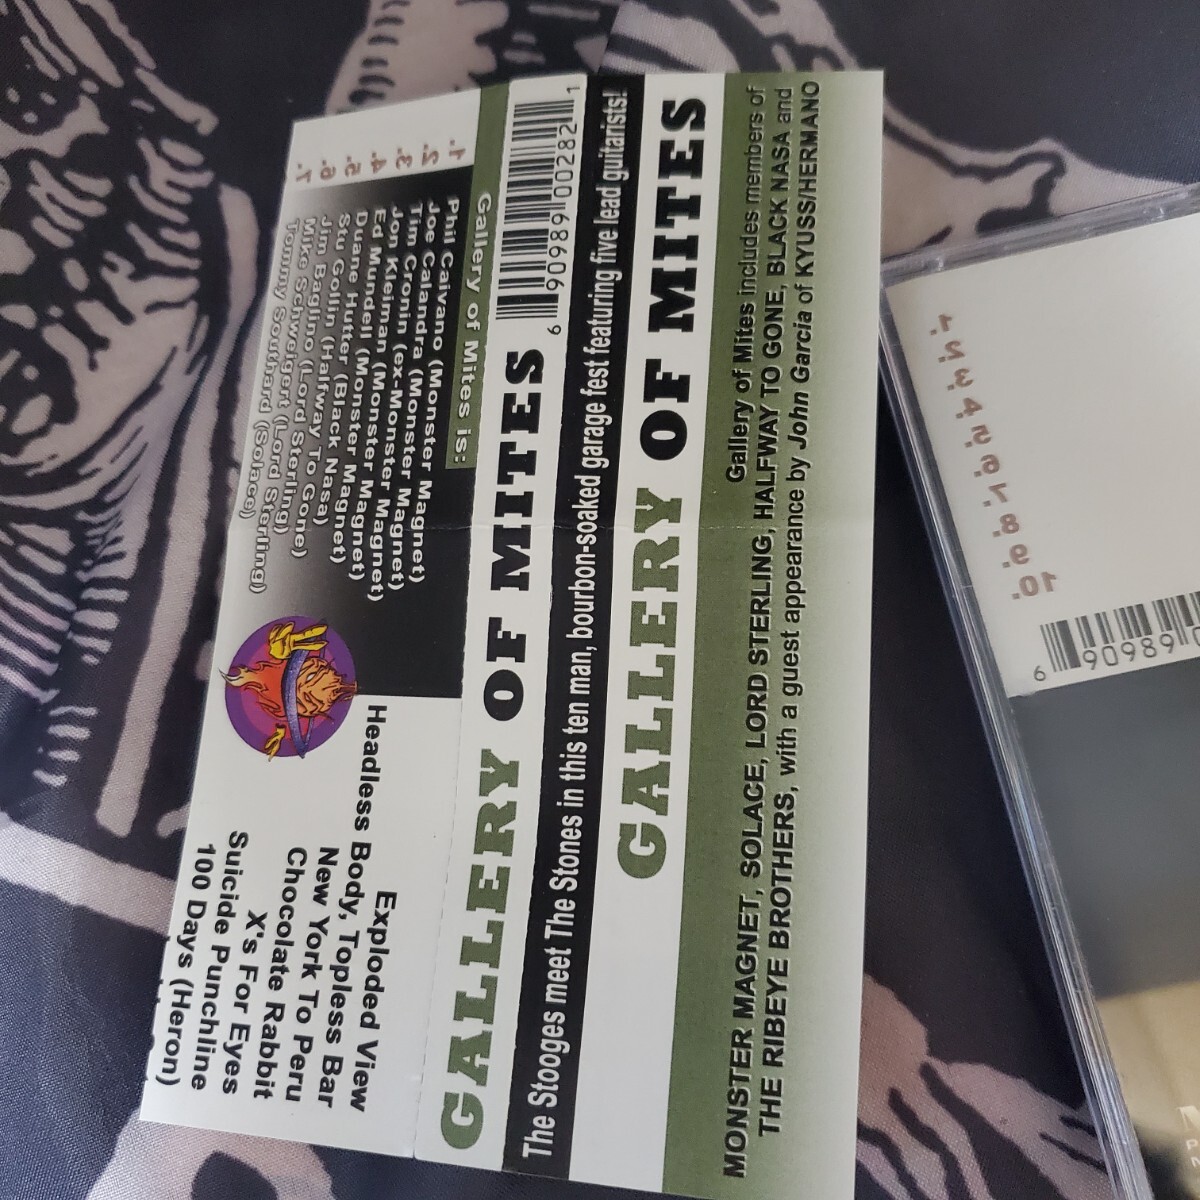 Gallery of Mites includes members of
MONSTER MAGNET, SOLACE, LORD STERLING, HALFWAY TO GONE, BLACK NASA and
THE RIBEYE BROTHERS, with a guest appearance by John Garcia of KYUSS/HERMANO
GALLERY OF MITES
The Stooges meet The Stones in this ten man, bourbon-soaked garage fest featuring five lead guitarists!
GALLERY OF MITES
6 90989 00282 1
Gallery of Mites is:
Phil Caivano (Monster Magnet)
Joe Calandra (Monster Magnet)
Tim Cronin (ex-Monster Magnet)
Jon Kleiman (Monster Magnet)
Ed Mundell (Monster Magnet)
Duane Hutter (Black Nasa)
Stu Gollin (Halfway To Gone)
Jim Baglino (Lord Sterling)
Mike Schweigert (Lord Sterling)
Tommy Southard (Solace)
1.
2.
3.
4.
5.
6.
7.
Exploded View
Headless Body, Topless Bar
New York To Peru
Chocolate Rabbit
X's For Eyes
Suicide Punchline
100 Days (Heron)
1.
2.
3.
4.
5.
6.
7.
8.
9.
10.
6 90989